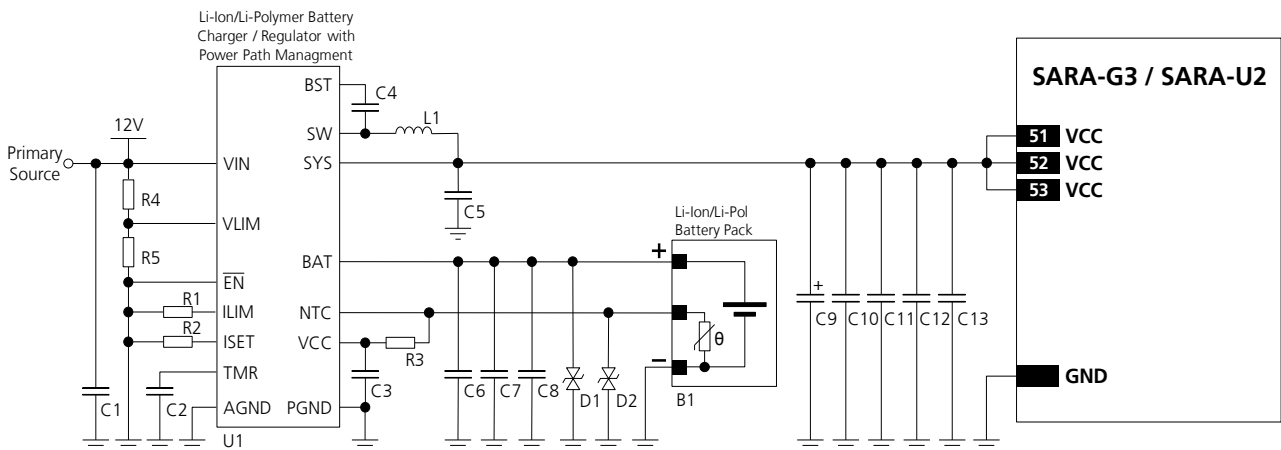 Li-Ion/Li-Polymer Battery
Charger / Regulator with
Power Path Managment
SARA-G3 / SARA-U2
BST
C4
12V
SW
L1
51 VCC
Primary
Source
VIN
SYS
52 VCC
53 VCC
R4
C5
Li-Ion/Li-Pol
Battery Pack
VLIM
R5
+
BAT
EN
R1
ILIM
NTC
+
C9
C10
C11
C12
C13
R2
ISET
VCC
R3
θ
–
TMR
GND
C1
C2
AGND
PGND
C3
C6
C7
C8
D1
D2
B1
U1